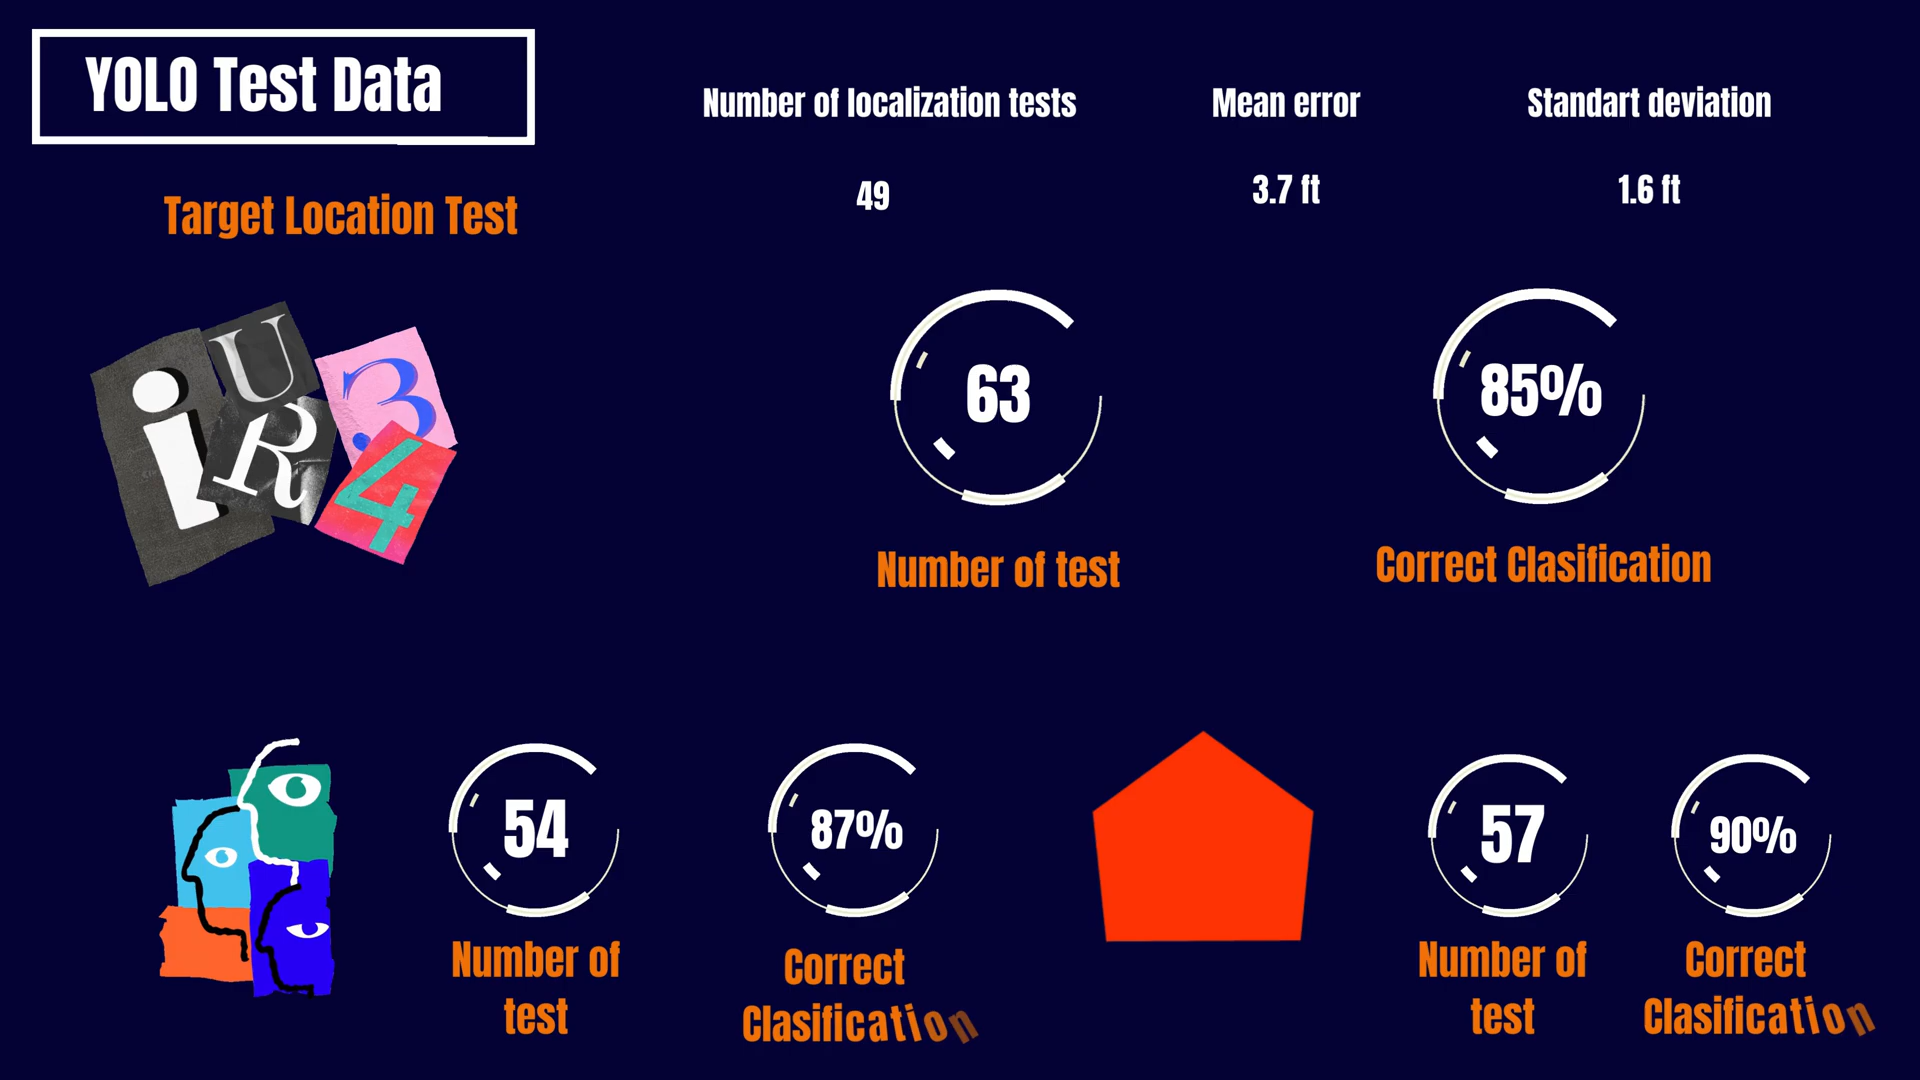 YOLO Test Data
Number of localization tests
Mean error
Standart deviation
49
3.7 ft
1.6 ft
Target Location Test
i U R 3 4
63
85%
Number of test
Correct Clasification
54
87%
57
90%
Number of
test
Correct
Clasification
Number of
test
Correct
Clasification